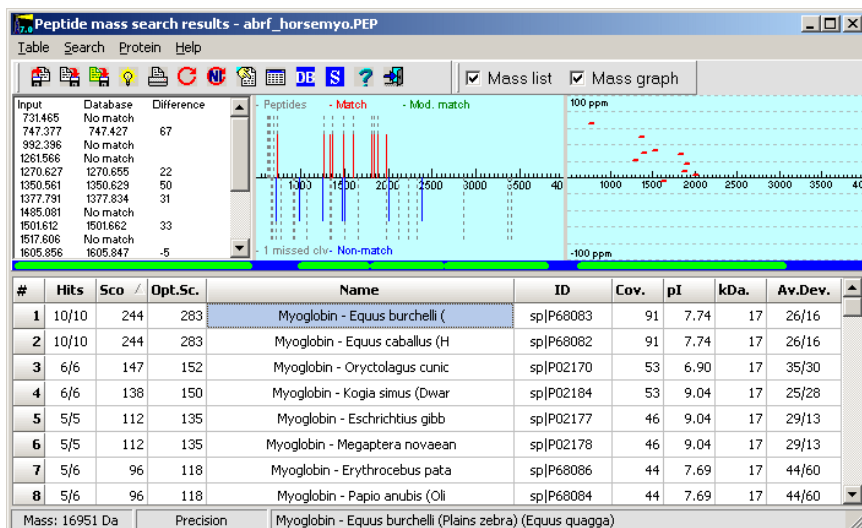 7.0 Peptide mass search results - abrf_horsemyo.PEP
Table Search Protein Help
DB S ? Mass list Mass graph
Input Database Difference
731.465 No match
747.377 747.427 67
992.396 No match
1261.566 No match
1270.627 1270.655 22
1350.561 1350.629 50
1377.791 1377.834 31
1485.081 No match
1501.612 1501.662 33
1517.606 No match
1605.856 1605.847 -5
- Peptides - Match - Mod. match
1000 1500 2000 2500 3000 3500 40
- 1 missed clv- Non-match
100 ppm
1000 1500 2000 2500 3000 3500 40
-100 ppm
# Hits Sco / Opt.Sc. Name ID Cov. pI kDa. Av.Dev.
1 10/10 244 283 Myoglobin - Equus burchelli ( sp|P68083 91 7.74 17 26/16
2 10/10 244 283 Myoglobin - Equus caballus (H sp|P68082 91 7.74 17 26/16
3 6/6 147 152 Myoglobin - Oryctolagus cunic sp|P02170 53 6.90 17 35/30
4 6/6 138 150 Myoglobin - Kogia simus (Dwar sp|P02184 53 9.04 17 25/28
5 5/5 112 135 Myoglobin - Eschrichtius gibb sp|P02177 46 9.04 17 29/13
6 5/5 112 135 Myoglobin - Megaptera novaean sp|P02178 46 9.04 17 29/13
7 5/6 96 118 Myoglobin - Erythrocebus pata sp|P68086 44 7.69 17 44/60
8 5/6 96 118 Myoglobin - Papio anubis (Oli sp|P68084 44 7.69 17 44/60
Mass: 16951 Da Precision Myoglobin - Equus burchelli (Plains zebra) (Equus quagga)